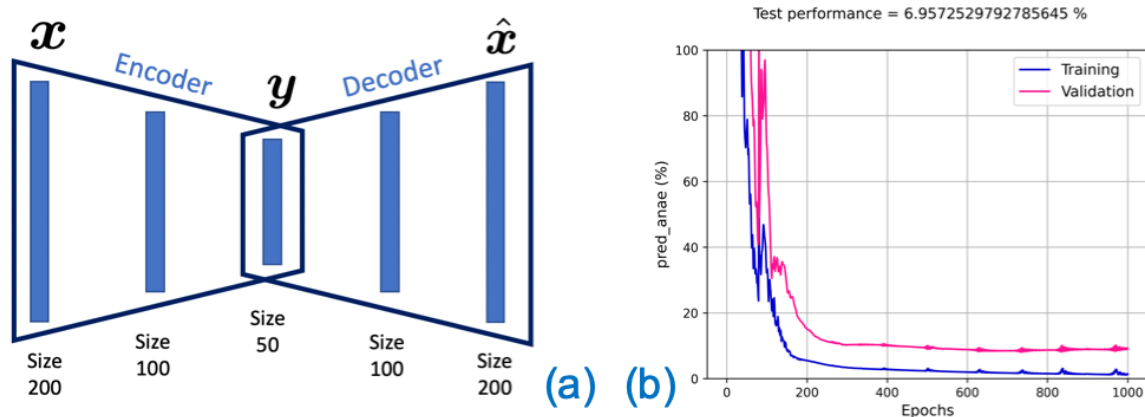 x
Encoder
y
Decoder
x̂
Size
200
Size
100
Size
50
Size
100
Size
200
(a)
(b)
Test performance = 6.9572529792785645 %
pred_anae (%)
100
80
60
40
20
0
Training
Validation
0 200 400 600 800 1000
Epochs